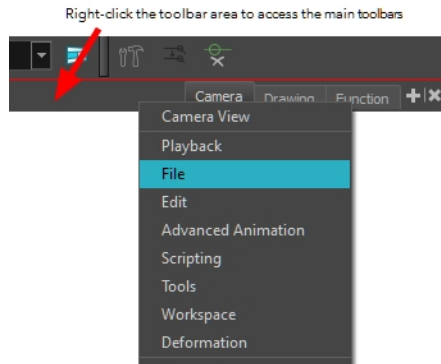 Right-click the toolbar area to access the main toolbars
Camera Drawing Function
Camera View
Playback
File
Edit
Advanced Animation
Scripting
Tools
Workspace
Deformation